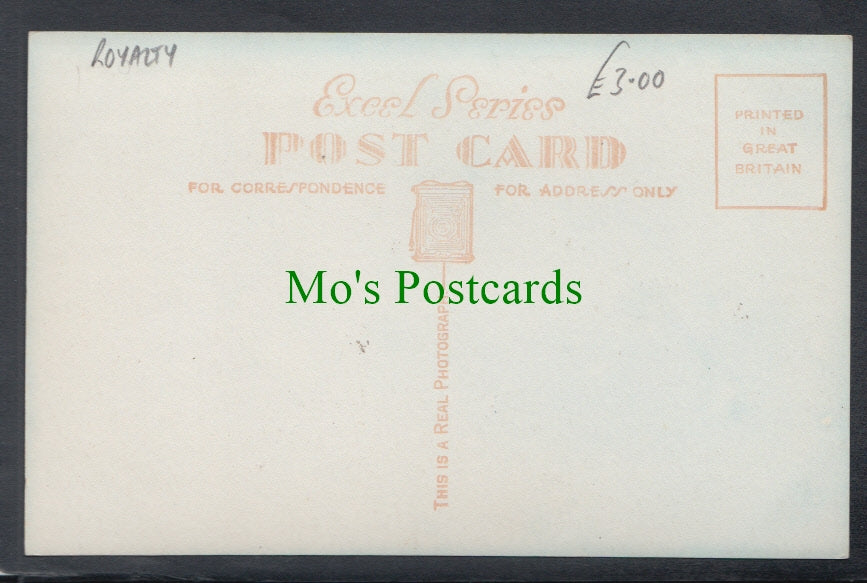 ROYALTY
£3.00
Excel Series
POST CARD
FOR CORRESPONDENCE
FOR ADDRESS ONLY
PRINTED
IN
GREAT
BRITAIN
Mo's Postcards
THIS IS A REAL PHOTOGRAPH